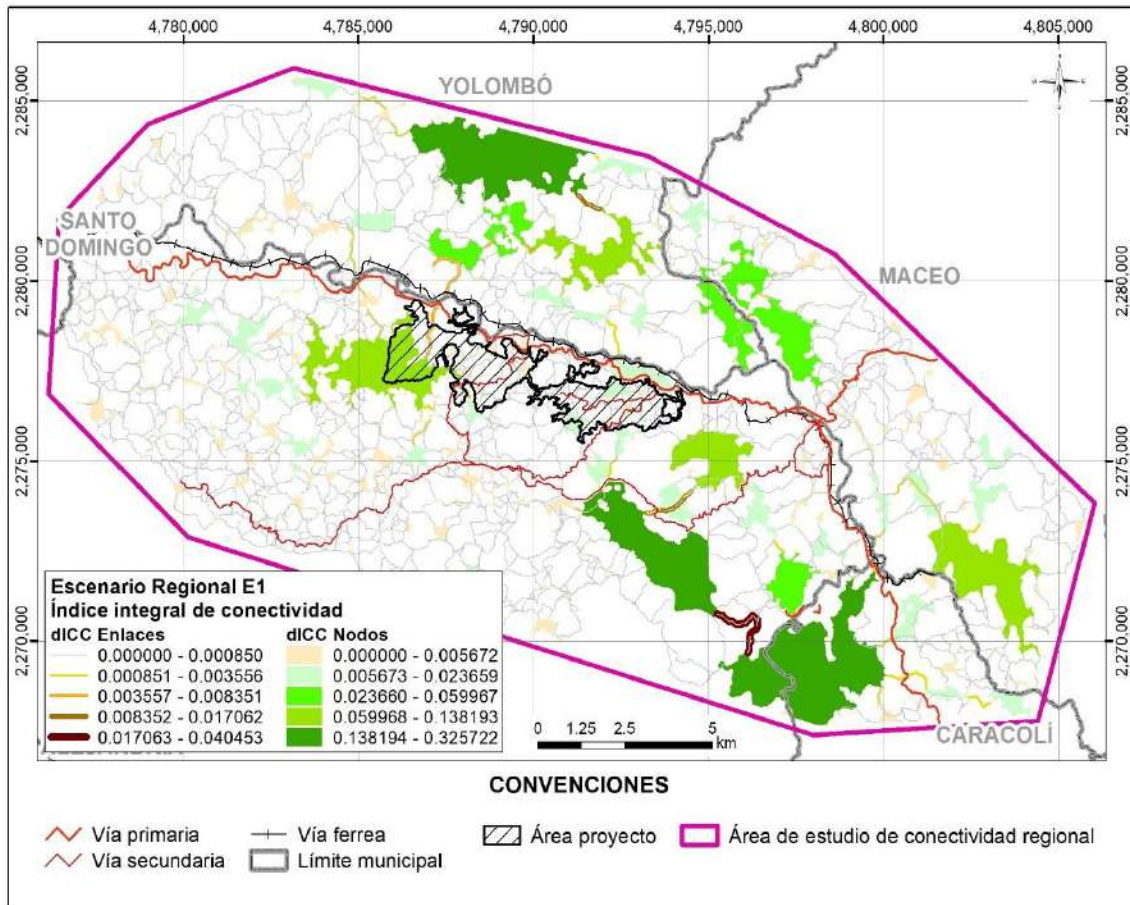 4,780,000 4,785,000 4,790,000 4,795,000 4,800,000 4,805,000
YOLOMBÓ
2,285,000 2,285,000
SANTO
DOMINGO
2,280,000 2,280,000
MACEO
2,275,000 2,275,000
2,270,000 2,270,000
Escenario Regional E1
Índice integral de conectividad
dICC Enlaces dICC Nodos
0.000000 - 0.000850 0.000000 - 0.005672
0.000851 - 0.003556 0.005673 - 0.023659
0.003557 - 0.008351 0.023660 - 0.059967
0.008352 - 0.017062 0.059968 - 0.138193
0.017063 - 0.040453 0.138194 - 0.325722
0 1.25 2.5 5
km
CARACOLÍ
CONVENCIONES
Vía primaria Vía ferrea Área proyecto Área de estudio de conectividad regional
Vía secundaria Límite municipal